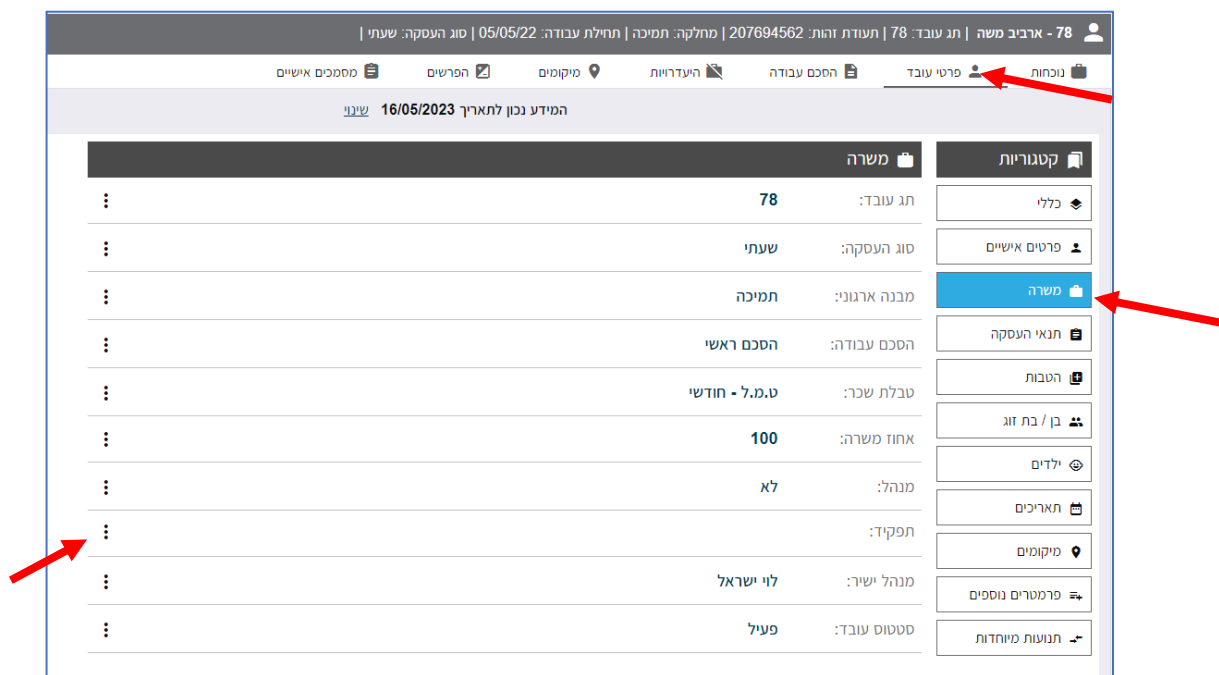 78 - ארביב משה | תג עובד: 78 | תעודת זהות: 207694562 | מחלקה: תמיכה | תחילת עבודה: 05/05/22 | סוג העסקה: שעתי |
נוכחות פרטי עובד הסכם עבודה היעדרויות מיקומים הפרשים מסמכים אישיים
המידע נכון לתאריך 16/05/2023 שינוי
קטגוריות
כללי
פרטים אישיים
משרה
תנאי העסקה
הטבות
בן / בת זוג
ילדים
תאריכים
מיקומים
פרמטרים נוספים
תנועות מיוחדות
משרה
תג עובד: 78
סוג העסקה: שעתי
מבנה ארגוני: תמיכה
הסכם עבודה: הסכם ראשי
טבלת שכר: ט.מ.ל - חודשי
אחוז משרה: 100
מנהל: לא
תפקיד:
מנהל ישיר: לוי ישראל
סטטוס עובד: פעיל